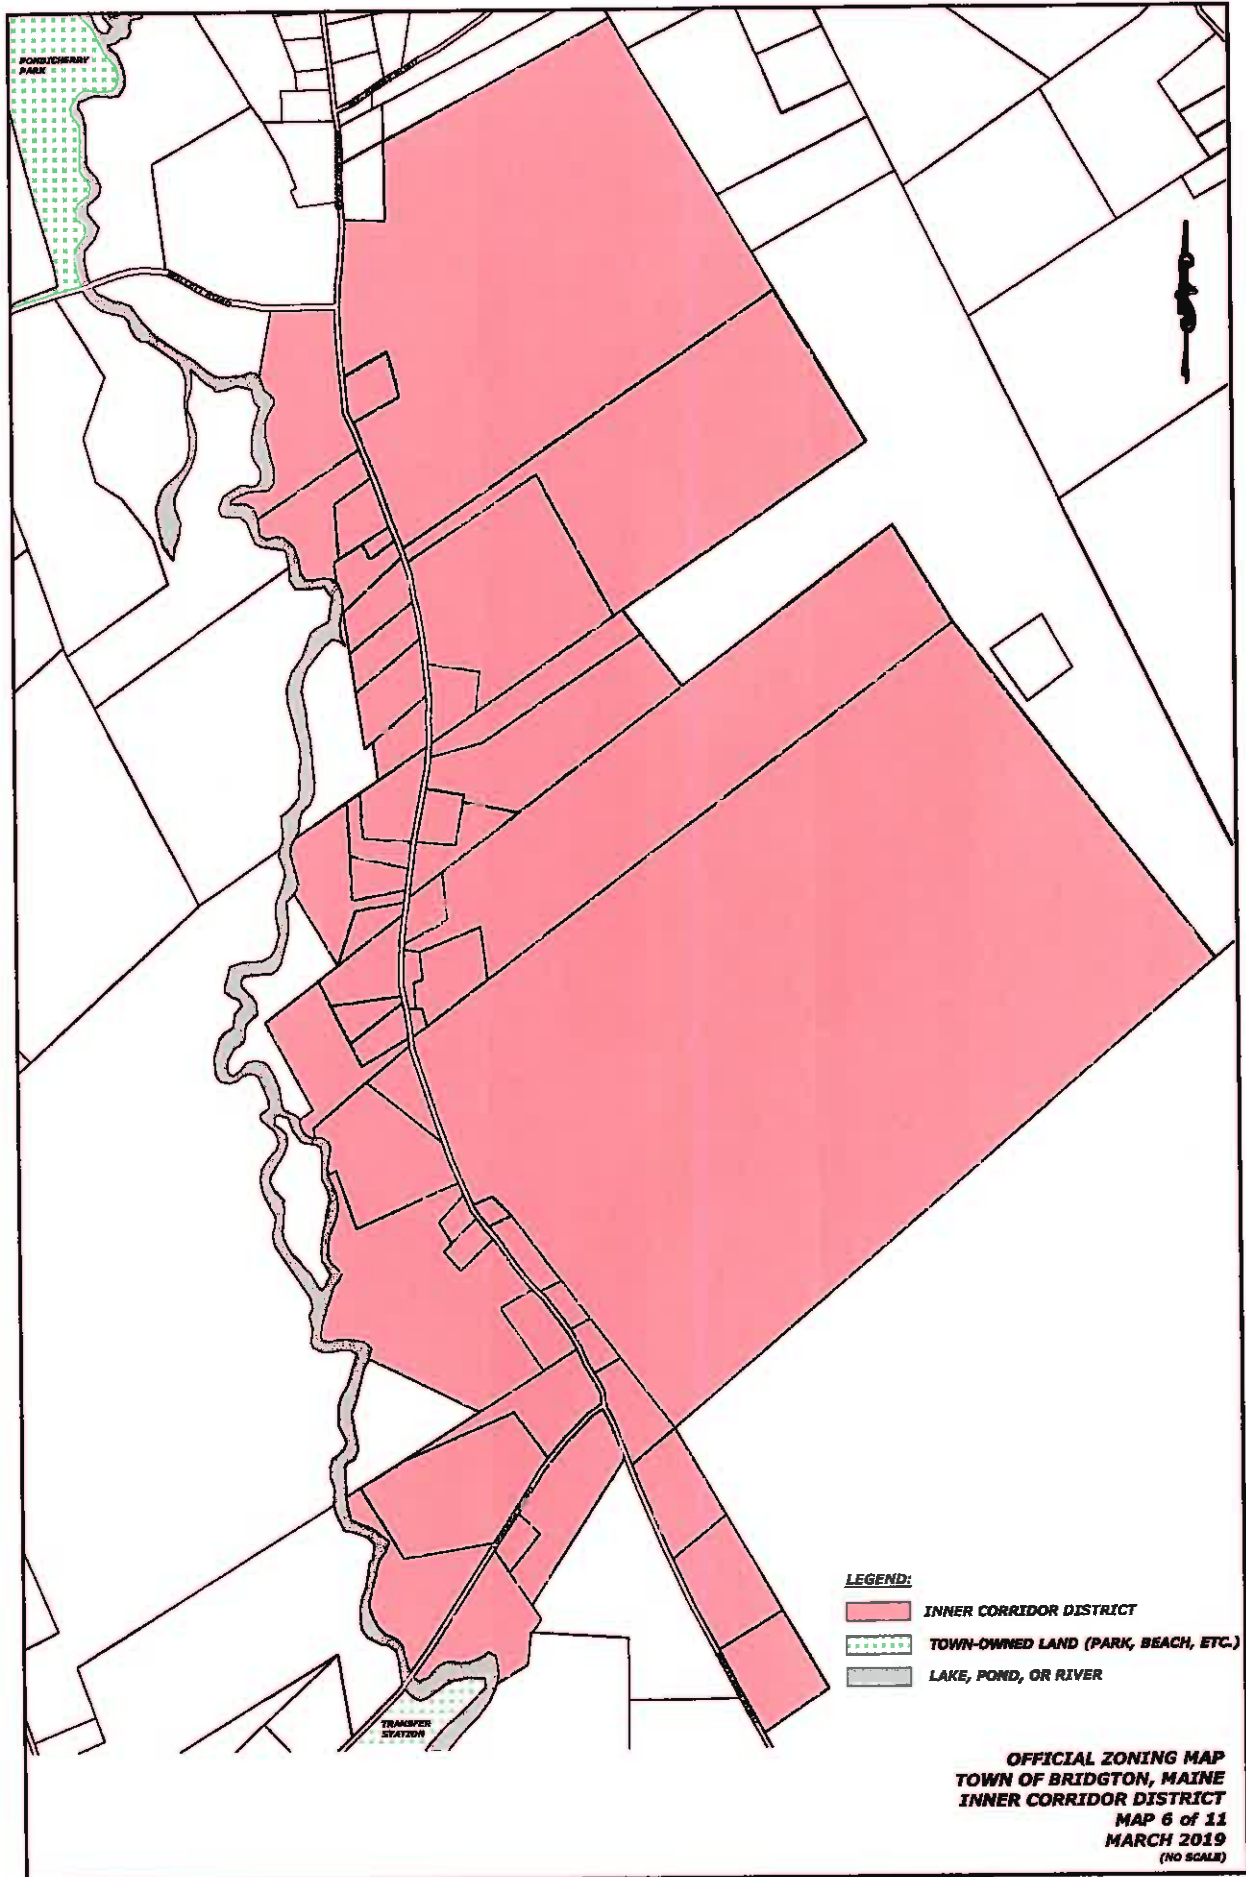 PONDICHERRY
PARK
LEGEND:
INNER CORRIDOR DISTRICT
TOWN-OWNED LAND (PARK, BEACH, ETC.)
LAKE, POND, OR RIVER
TRANSFER
STATION
OFFICIAL ZONING MAP
TOWN OF BRIDGTON, MAINE
INNER CORRIDOR DISTRICT
MAP 6 of 11
MARCH 2019
(NO SCALE)